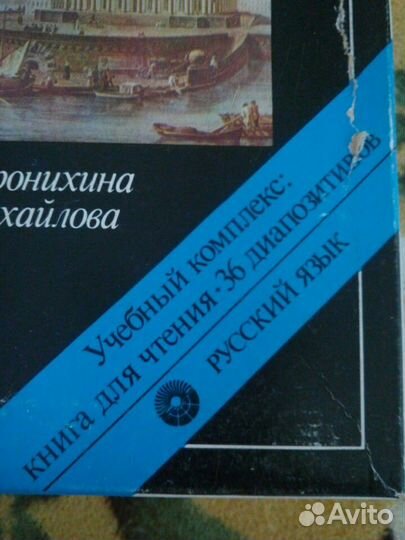 ронихина
хайлова
Учебный комплекс:
книга для чтения • 36 диапозитивов
РУССКИЙ ЯЗЫК
Avito